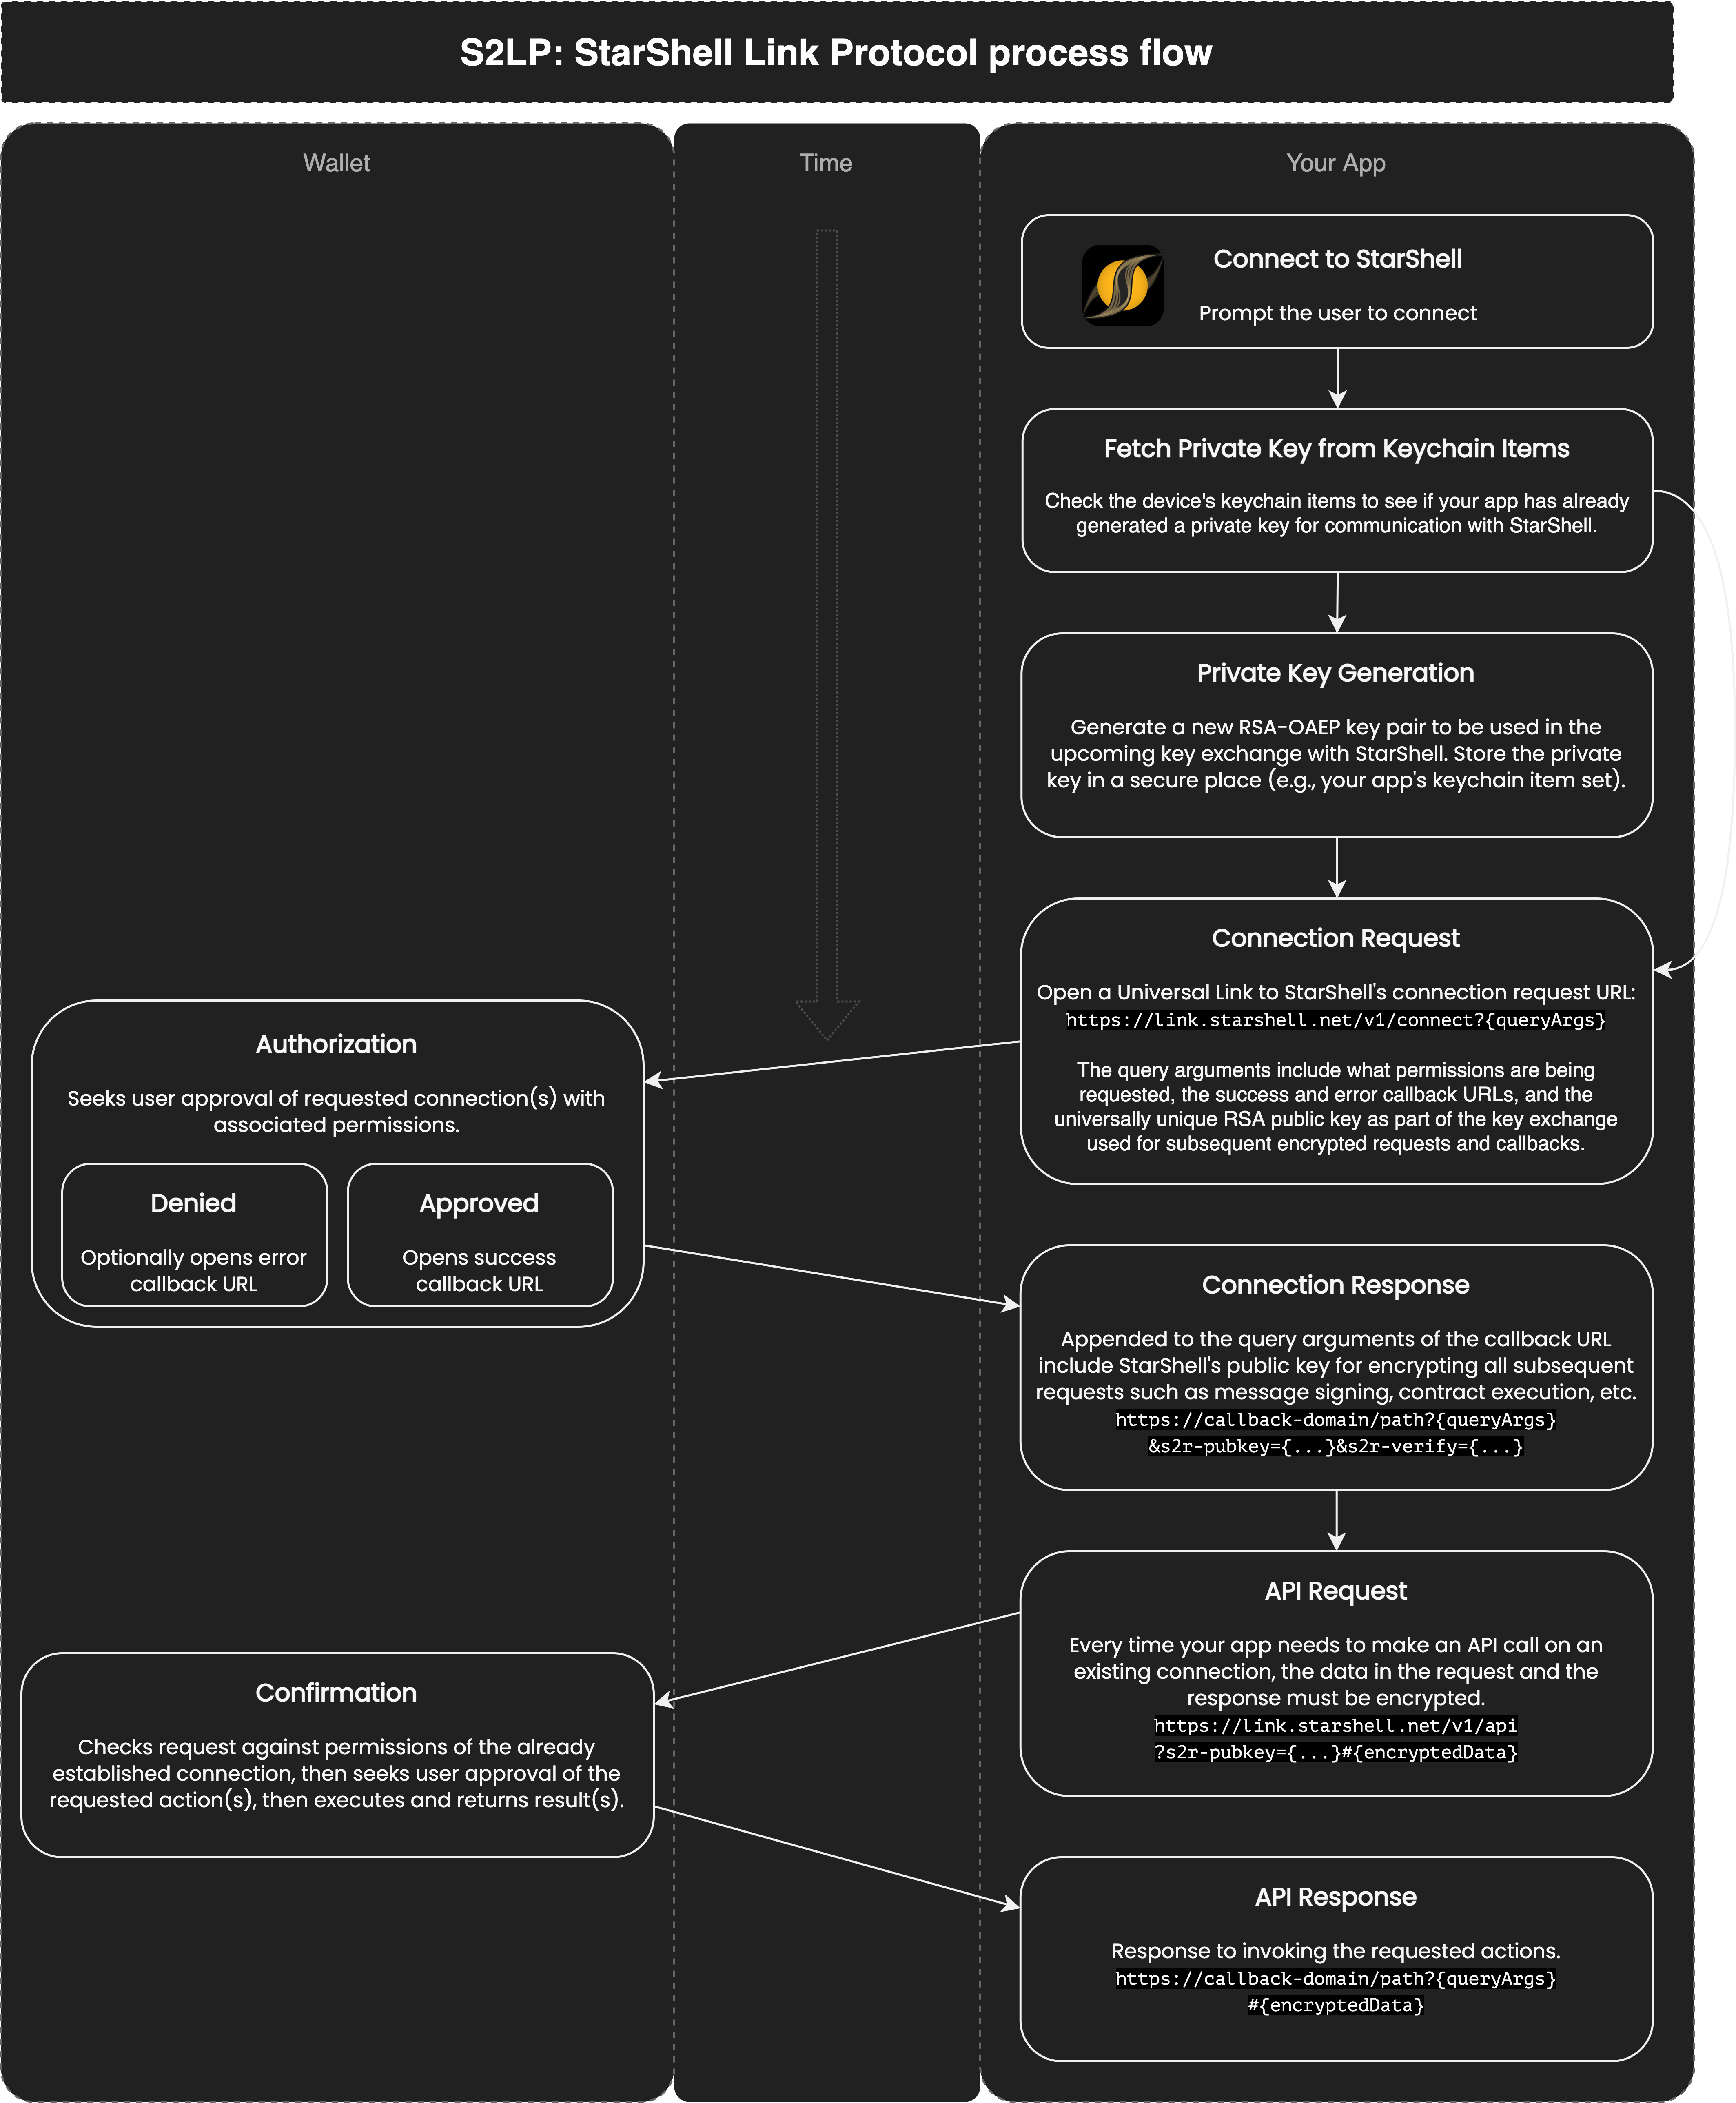 S2LP: StarShell Link Protocol process flow
Wallet
Time
Your App
Connect to StarShell
Prompt the user to connect
Fetch Private Key from Keychain Items
Check the device's keychain items to see if your app has already
generated a private key for communication with StarShell.
Private Key Generation
Generate a new RSA-OAEP key pair to be used in the
upcoming key exchange with StarShell. Store the private
key in a secure place (e.g., your app's keychain item set).
Connection Request
Open a Universal Link to StarShell's connection request URL:
https://link.starshell.net/v1/connect?{queryArgs}
The query arguments include what permissions are being
requested, the success and error callback URLs, and the
universally unique RSA public key as part of the key exchange
used for subsequent encrypted requests and callbacks.
Authorization
Seeks user approval of requested connection(s) with
associated permissions.
Denied
Optionally opens error
callback URL
Approved
Opens success
callback URL
Connection Response
Appended to the query arguments of the callback URL
include StarShell's public key for encrypting all subsequent
requests such as message signing, contract execution, etc.
https://callback-domain/path?{queryArgs}
&s2r-pubkey={...}&s2r-verify={...}
API Request
Every time your app needs to make an API call on an
existing connection, the data in the request and the
response must be encrypted.
https://link.starshell.net/v1/api
?s2r-pubkey={...}#{encryptedData}
Confirmation
Checks request against permissions of the already
established connection, then seeks user approval of the
requested action(s), then executes and returns result(s).
API Response
Response to invoking the requested actions.
https://callback-domain/path?{queryArgs}
#{encryptedData}